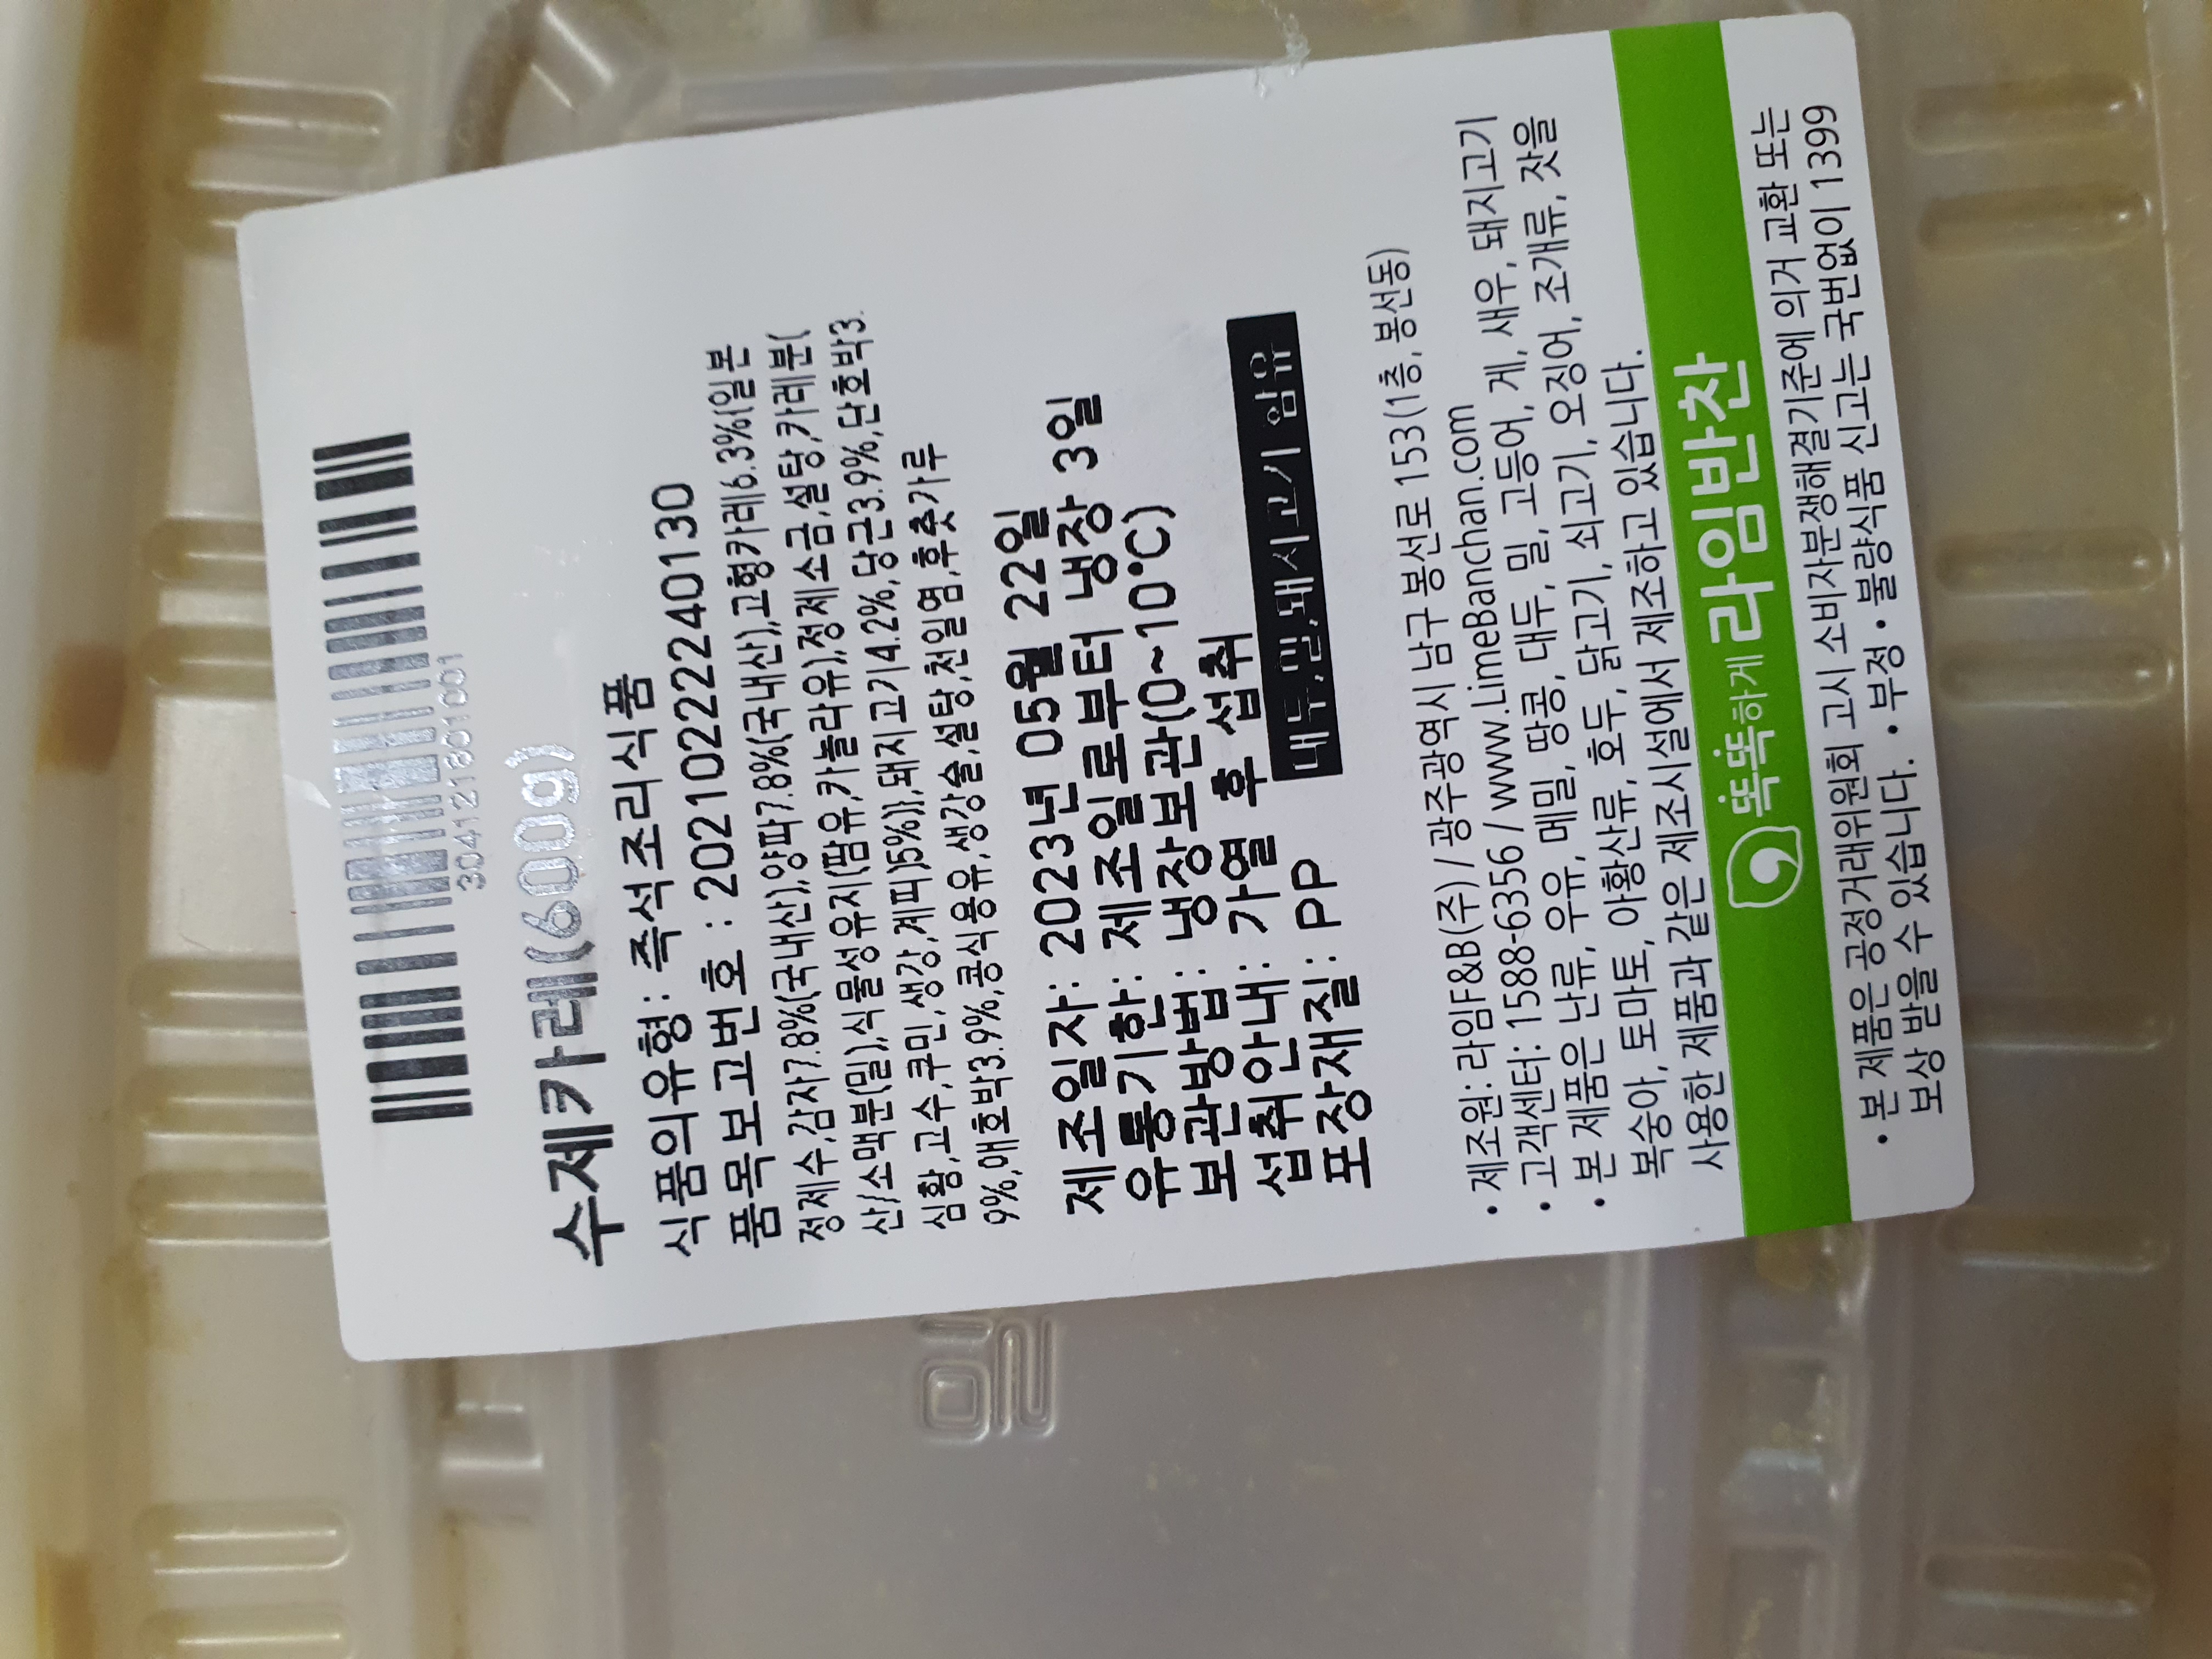 304121801001
수제카레(600g)
식품의유형: 즉석조리식품
품목보고번호 : 20210222240130
정제수,감자7.8%(국내산),양파7.8%(국내산),고형카레6.3%(일본
산/소맥분(밀),식물성유지(팜유,카놀라유),정제소금,설탕,카레분(
심황,고수,쿠민,생강,계피)5%)),돼지고기4.2%,당근3.9%,단호박3.
9%,애호박3.9%,콩식용유,생강술,설탕,천일염,후춧가루
제조일자: 2023년 05월 22일
유통기한: 제조일로부터 냉장 3일
보관방법: 냉장보관(0~10°C)
섭취안내: 가열 후 섭취
포장재질: PP
대두,밀,돼지고기 함유
• 제조원: 라임F&B(주) / 광주광역시 남구 봉선로 153(1층, 봉선동)
• 고객센터: 1588-6356 / www.LimeBanchan.com
• 본 제품은 난류, 우유, 메밀, 땅콩, 대두, 밀, 고등어, 게, 새우, 돼지고기
복숭아, 토마토, 아황산류, 호두, 닭고기, 쇠고기, 오징어, 조개류, 잣을
사용한 제품과 같은 제조시설에서 제조하고 있습니다.
똑똑하게 라임반찬
• 본 제품은 공정거래위원회 고시 소비자분쟁해결기준에 의거 교환 또는
보상 받을 수 있습니다. • 부정 • 불량식품 신고는 국번없이 1399